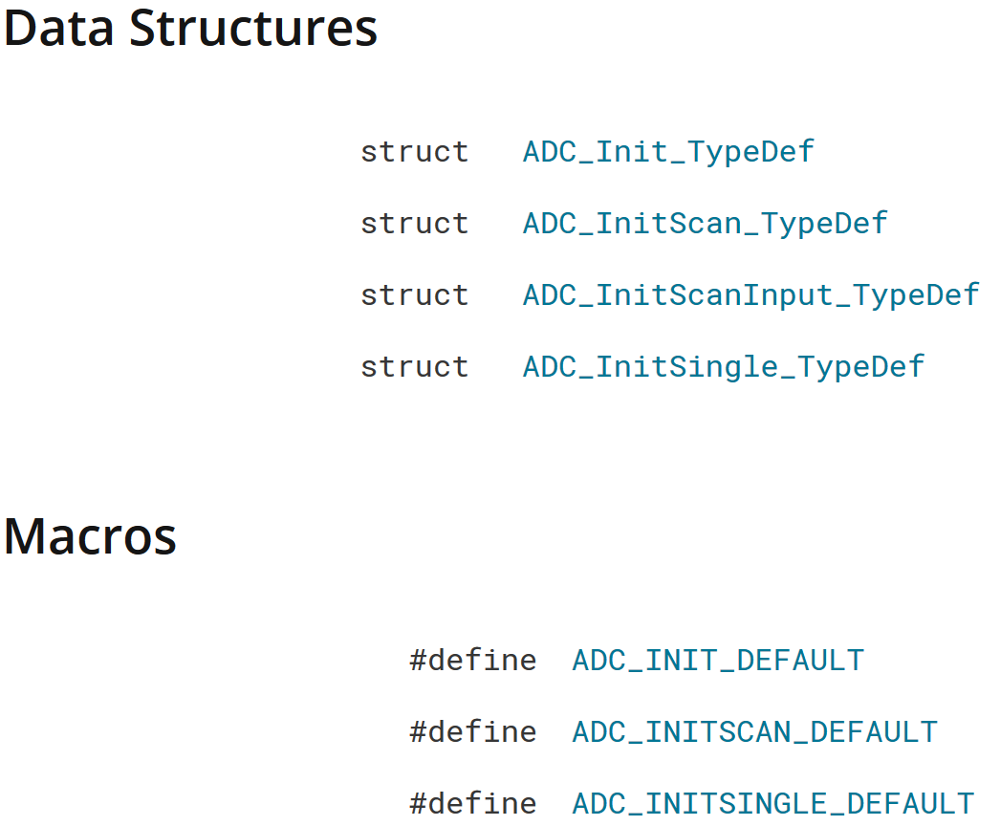 Data Structures
struct ADC_Init_TypeDef
struct ADC_InitScan_TypeDef
struct ADC_InitScanInput_TypeDef
struct ADC_InitSingle_TypeDef
Macros
#define ADC_INIT_DEFAULT
#define ADC_INITSCAN_DEFAULT
#define ADC_INITSINGLE_DEFAULT